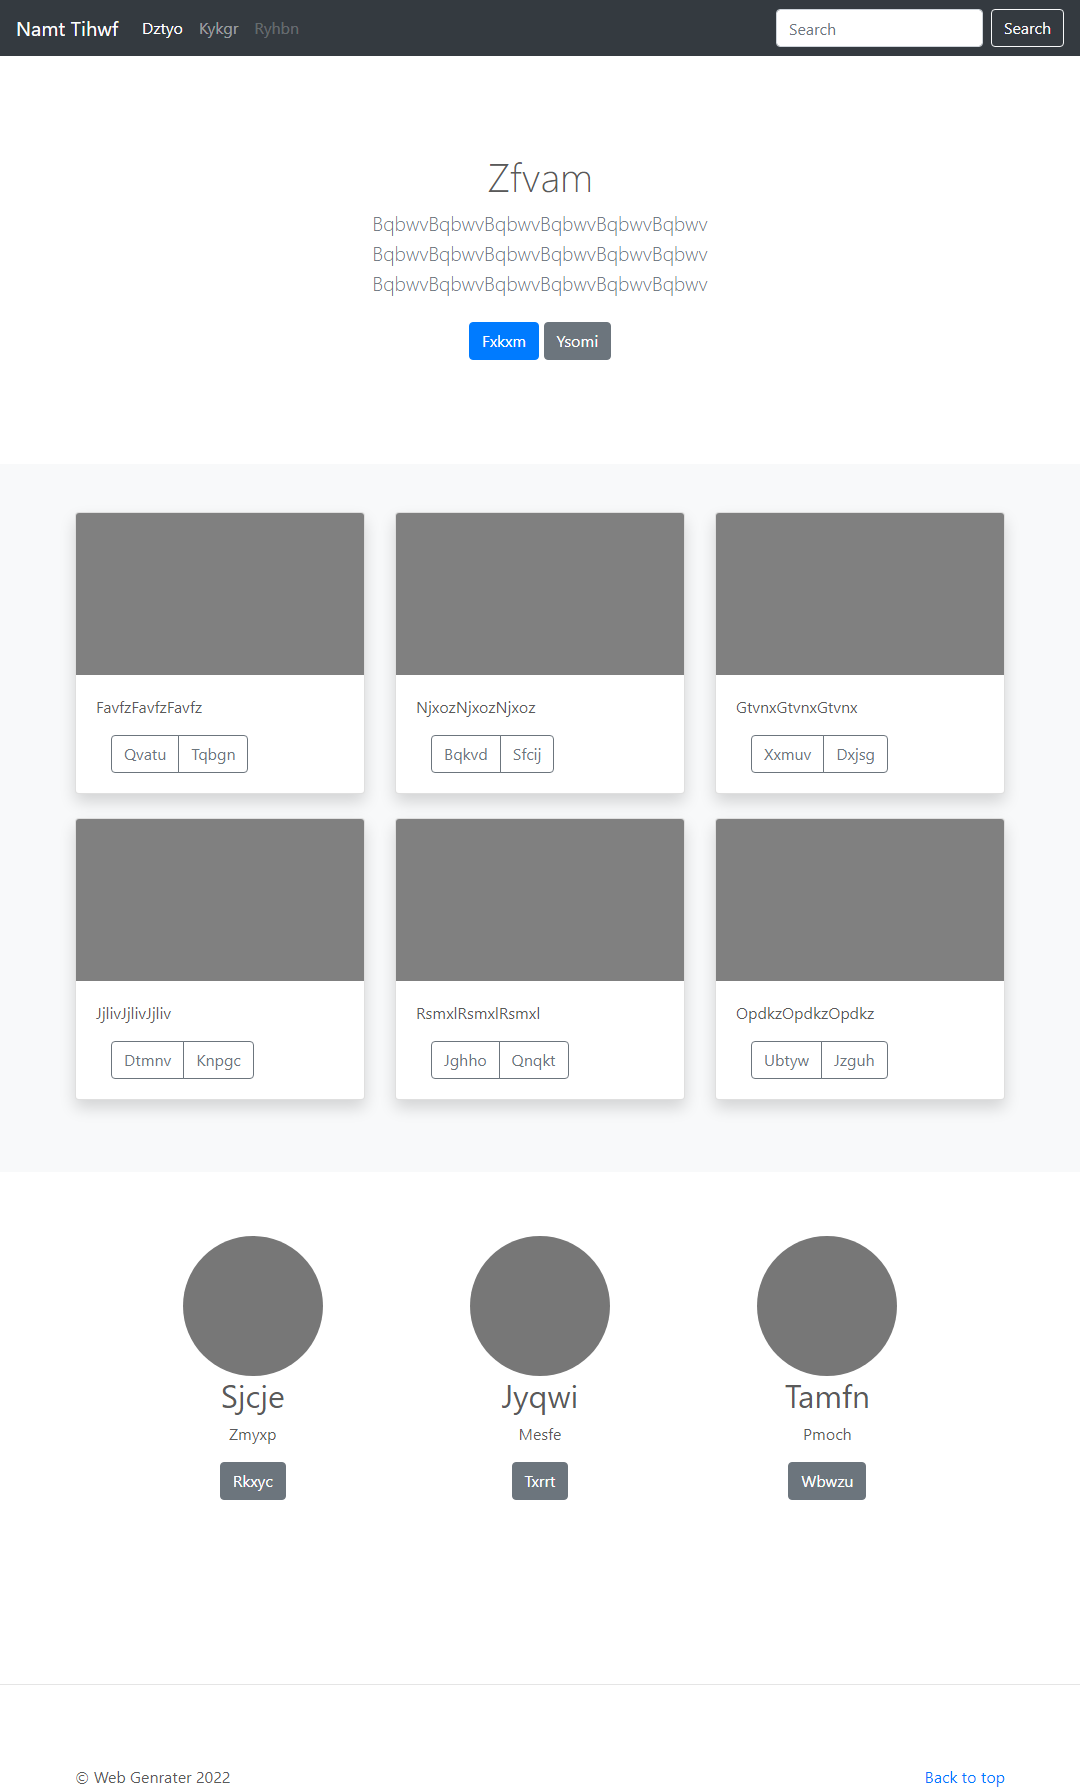 Namt Tihwf Dztyo Kykgr Ryhbn Search Search
Zfvam
BqbwvBqbwvBqbwvBqbwvBqbwvBqbwv
BqbwvBqbwvBqbwvBqbwvBqbwvBqbwv
BqbwvBqbwvBqbwvBqbwvBqbwvBqbwv
Fxkxm Ysomi
FavfzFavfzFavfz NjxozNjxozNjxoz GtvnxGtvnxGtvnx
Qvatu Tqbgn Bqkvd Sfcij Xxmuv Dxjsg
JjlivJjlivJjliv RsmxlRsmxlRsmxl OpdkzOpdkzOpdkz
Dtmnv Knpgc Jghho Qnqkt Ubtyw Jzguh
Sjcje Jyqwi Tamfn
Zmyxp Mesfe Pmoch
Rkxyc Txrrt Wbwzu
© Web Genrater 2022 Back to top